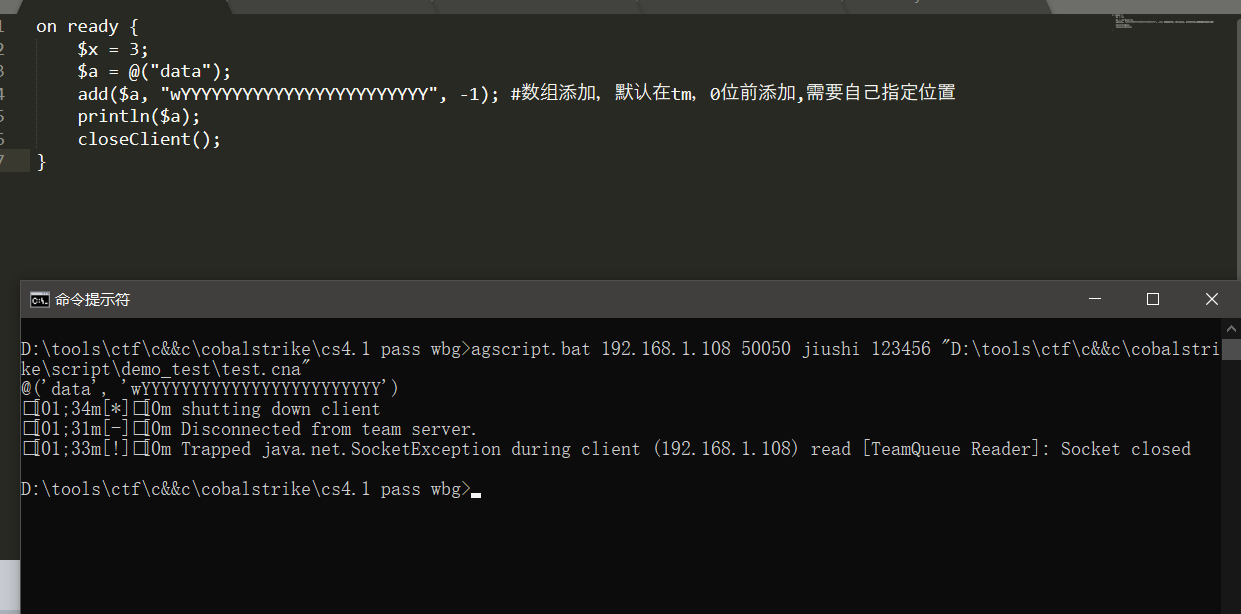 1 on ready {
2 $x = 3;
3 $a = @("data");
4 add($a, "wYYYYYYYYYYYYYYYYYYYYYYYY", -1); #数组添加，默认在tm，0位前添加,需要自己指定位置
5 println($a);
6 closeClient();
7 }
命令提示符
D:\tools\ctf\c&&c\cobalstrike\cs4.1 pass wbg>agscript.bat 192.168.1.108 50050 jiushi 123456 "D:\tools\ctf\c&&c\cobalstri
ke\script\demo_test\test.cna"
@('data', 'wYYYYYYYYYYYYYYYYYYYYYYYY')
[01;34m[*][0m shutting down client
[01;31m[-][0m Disconnected from team server.
[01;33m[!][0m Trapped java.net.SocketException during client (192.168.1.108) read [TeamQueue Reader]: Socket closed
D:\tools\ctf\c&&c\cobalstrike\cs4.1 pass wbg>